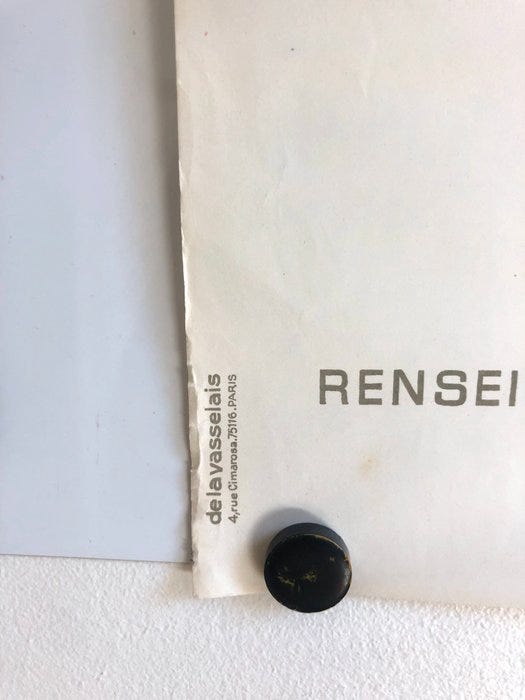 delavasselais
4,rue Cimarosa.75116.PARIS
RENSEI